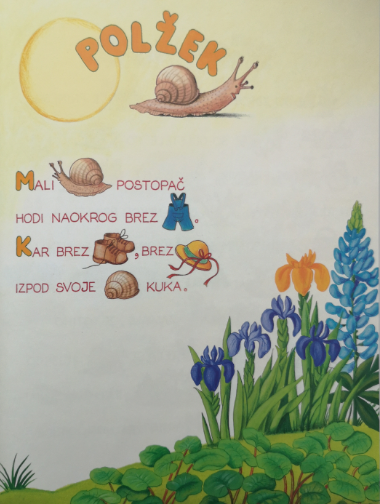 POLŽEK
MALI POSTOPAČ
HODI NAOKROG BREZ .
KAR BREZ , BREZ
IZPOD SVOJE KUKA.